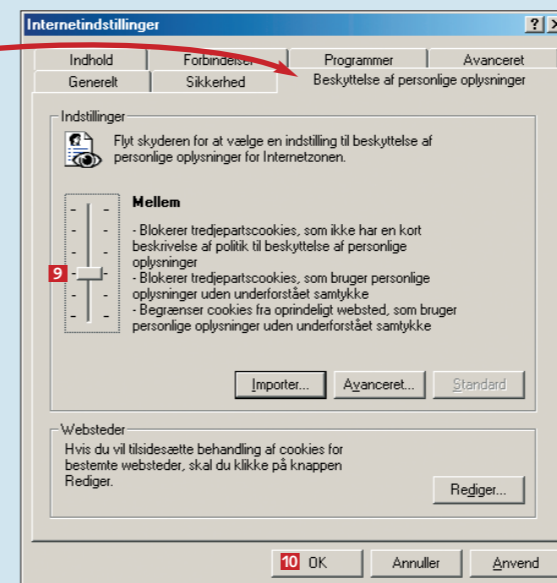 Internetindstillinger
Indhold Forbindelser Programmer Avanceret
Generelt Sikkerhed Beskyttelse af personlige oplysninger
Indstillinger
Flyt skyderen for at vælge en indstilling til beskyttelse af
personlige oplysninger for Internetzonen.
Mellem
- Blokerer tredjepartscookies, som ikke har en kort
beskrivelse af politik til beskyttelse af personlige
oplysninger
- Blokerer tredjepartscookies, som bruger personlige
oplysninger uden underforstået samtykke
- Begrænser cookies fra oprindeligt websted, som bruger
personlige oplysninger uden underforstået samtykke
9
Importer... Avanceret... Standard
Websteder
Hvis du vil tilsidesætte behandling af cookies for
bestemte websteder, skal du klikke på knappen
Rediger.
Rediger...
10 OK Annuller Anvend